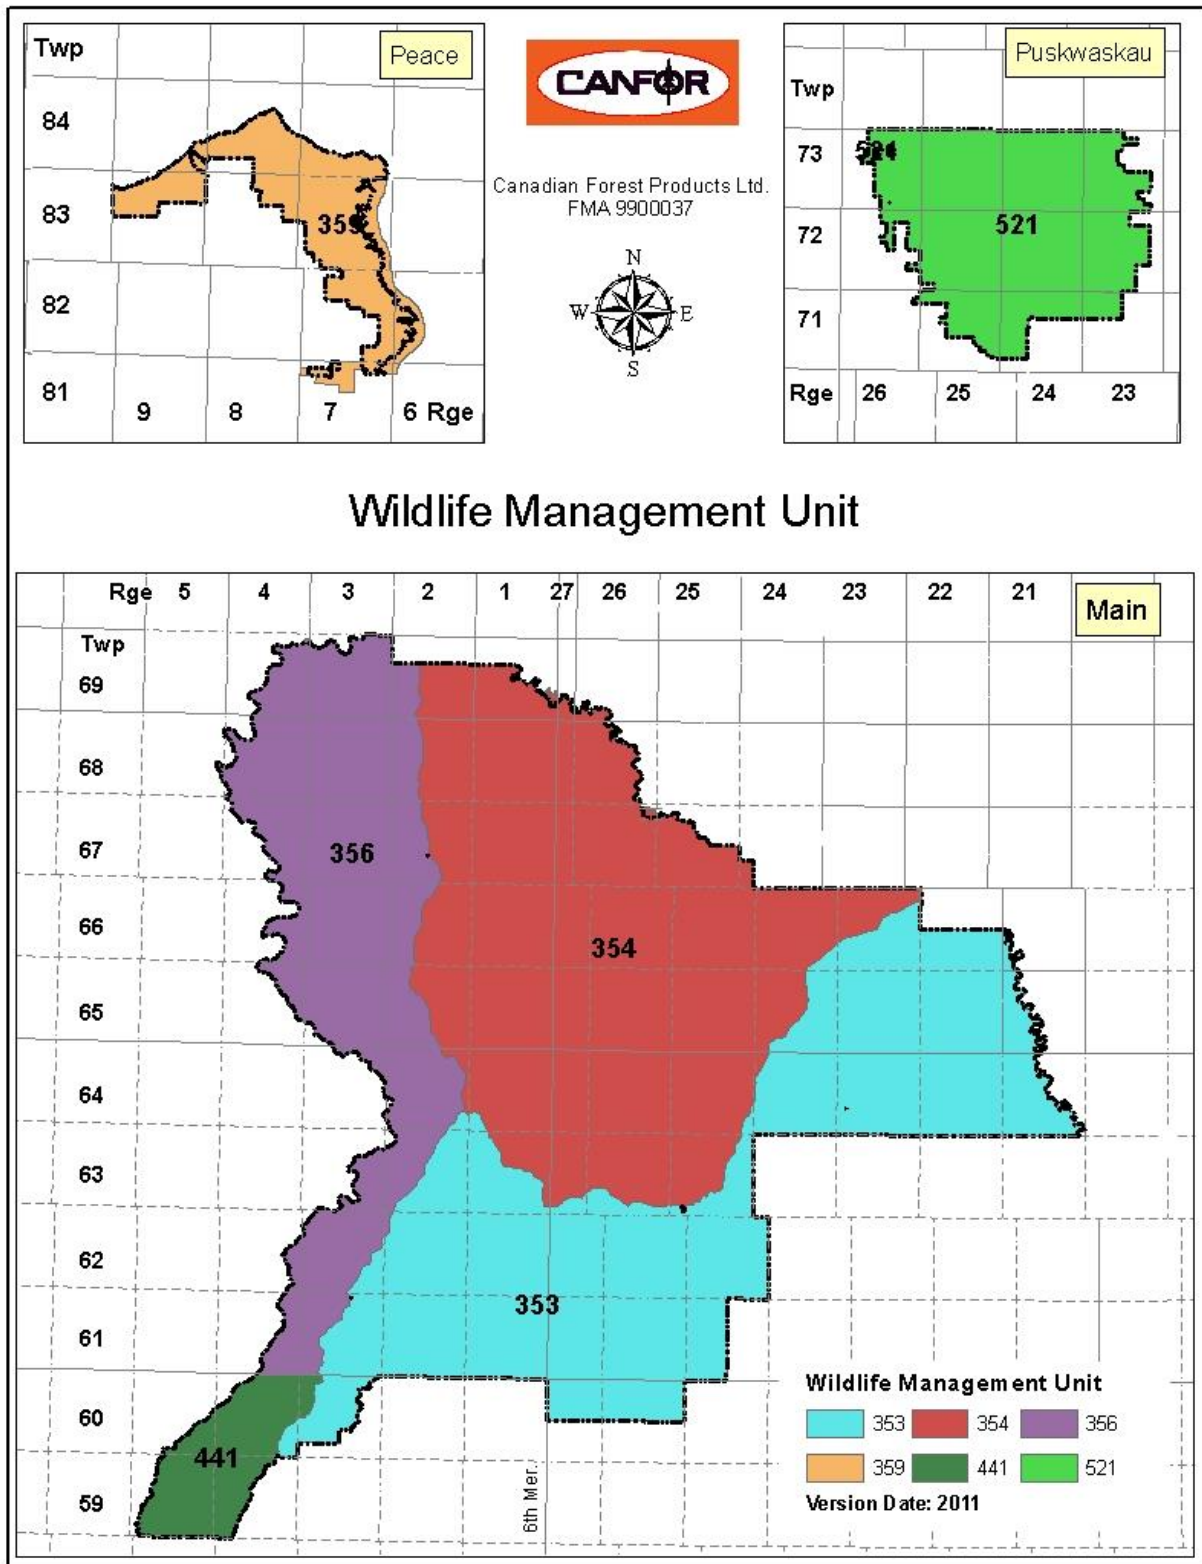 Twp
Peace
84
83
82
81
359
9 8 7 6 Rge
CANFOR
Canadian Forest Products Ltd.
FMA 9900037
N
W E
S
Puskwaskau
Twp
73
72
71
521
521
Rge 26 25 24 23
Wildlife Management Unit
Rge 5 4 3 2 1 27 26 25 24 23 22 21
Main
Twp
69
68
67
66
65
64
63
62
61
60
59
356
354
353
441
6th Mer.
Wildlife Management Unit
353 354 356
359 441 521
Version Date: 2011